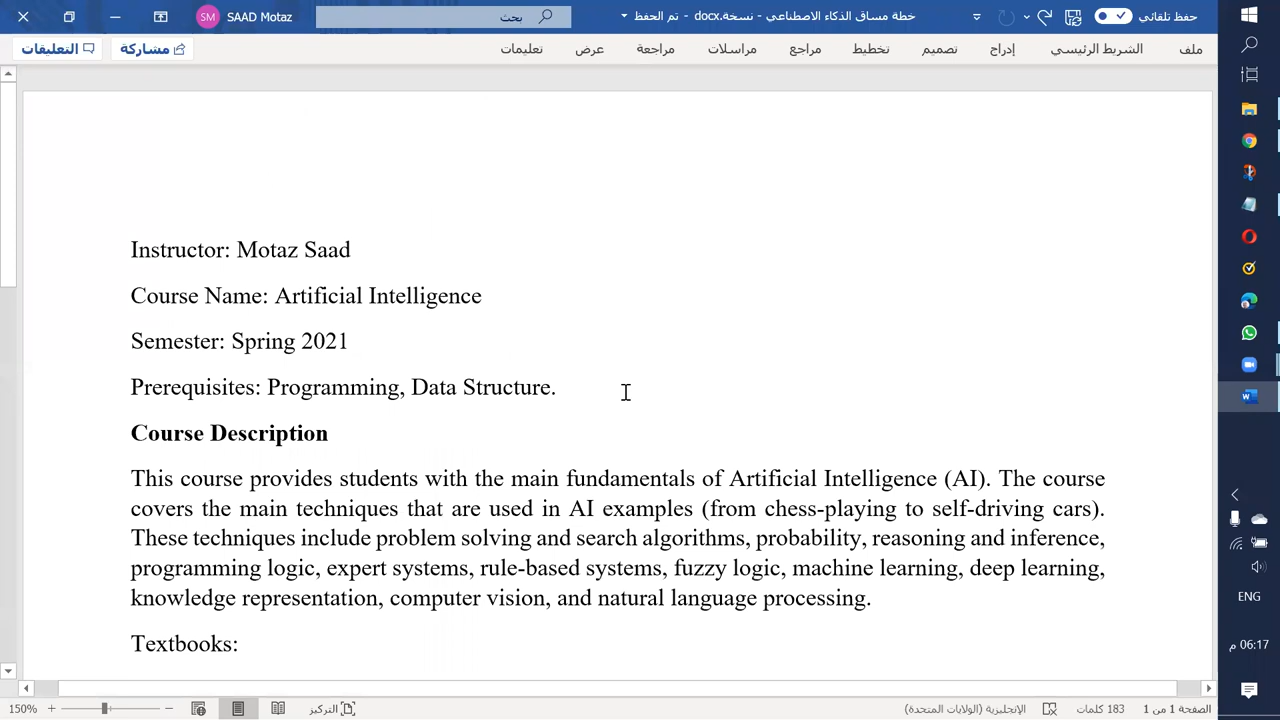 حفظ تلقائي
خطة مساق الذكاء الاصطناعي - نسخة.docx - تم الحفظ
بحث
SAAD Motaz
SM
ملف
الشريط الرئيسي
إدراج
تصميم
تخطيط
مراجع
مراسلات
مراجعة
عرض
تعليمات
مشاركة
التعليقات
Instructor: Motaz Saad
Course Name: Artificial Intelligence
Semester: Spring 2021
Prerequisites: Programming, Data Structure.
Course Description
This course provides students with the main fundamentals of Artificial Intelligence (AI). The course
covers the main techniques that are used in AI examples (from chess-playing to self-driving cars).
These techniques include problem solving and search algorithms, probability, reasoning and inference,
programming logic, expert systems, rule-based systems, fuzzy logic, machine learning, deep learning,
knowledge representation, computer vision, and natural language processing.
Textbooks:
ENG
06:17 م
الصفحة 1 من 1
183 كلمات
الإنجليزية (الولايات المتحدة)
التركيز
150%